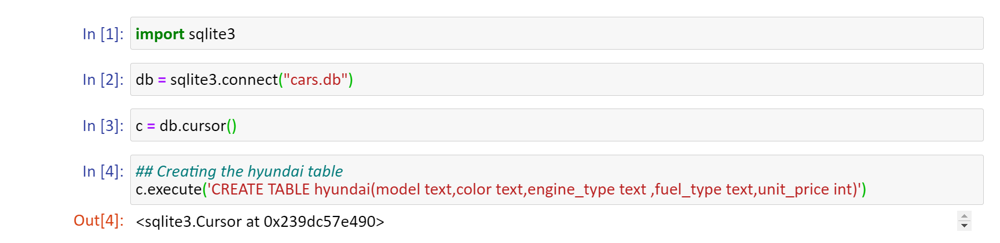 In [1]: import sqlite3
In [2]: db = sqlite3.connect("cars.db")
In [3]: c = db.cursor()
In [4]: ## Creating the hyundai table
c.execute('CREATE TABLE hyundai(model text,color text,engine_type text ,fuel_type text,unit_price int)')
Out[4]: <sqlite3.Cursor at 0x239dc57e490>